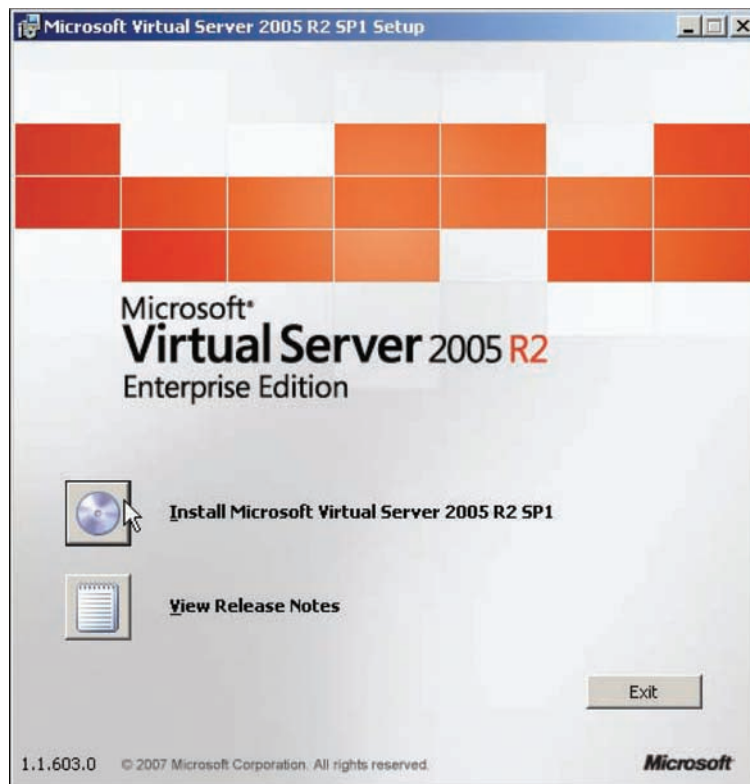 Microsoft Virtual Server 2005 R2 SP1 Setup
Microsoft®
Virtual Server 2005 R2
Enterprise Edition
Install Microsoft Virtual Server 2005 R2 SP1
View Release Notes
Exit
1.1.603.0 © 2007 Microsoft Corporation. All rights reserved. Microsoft